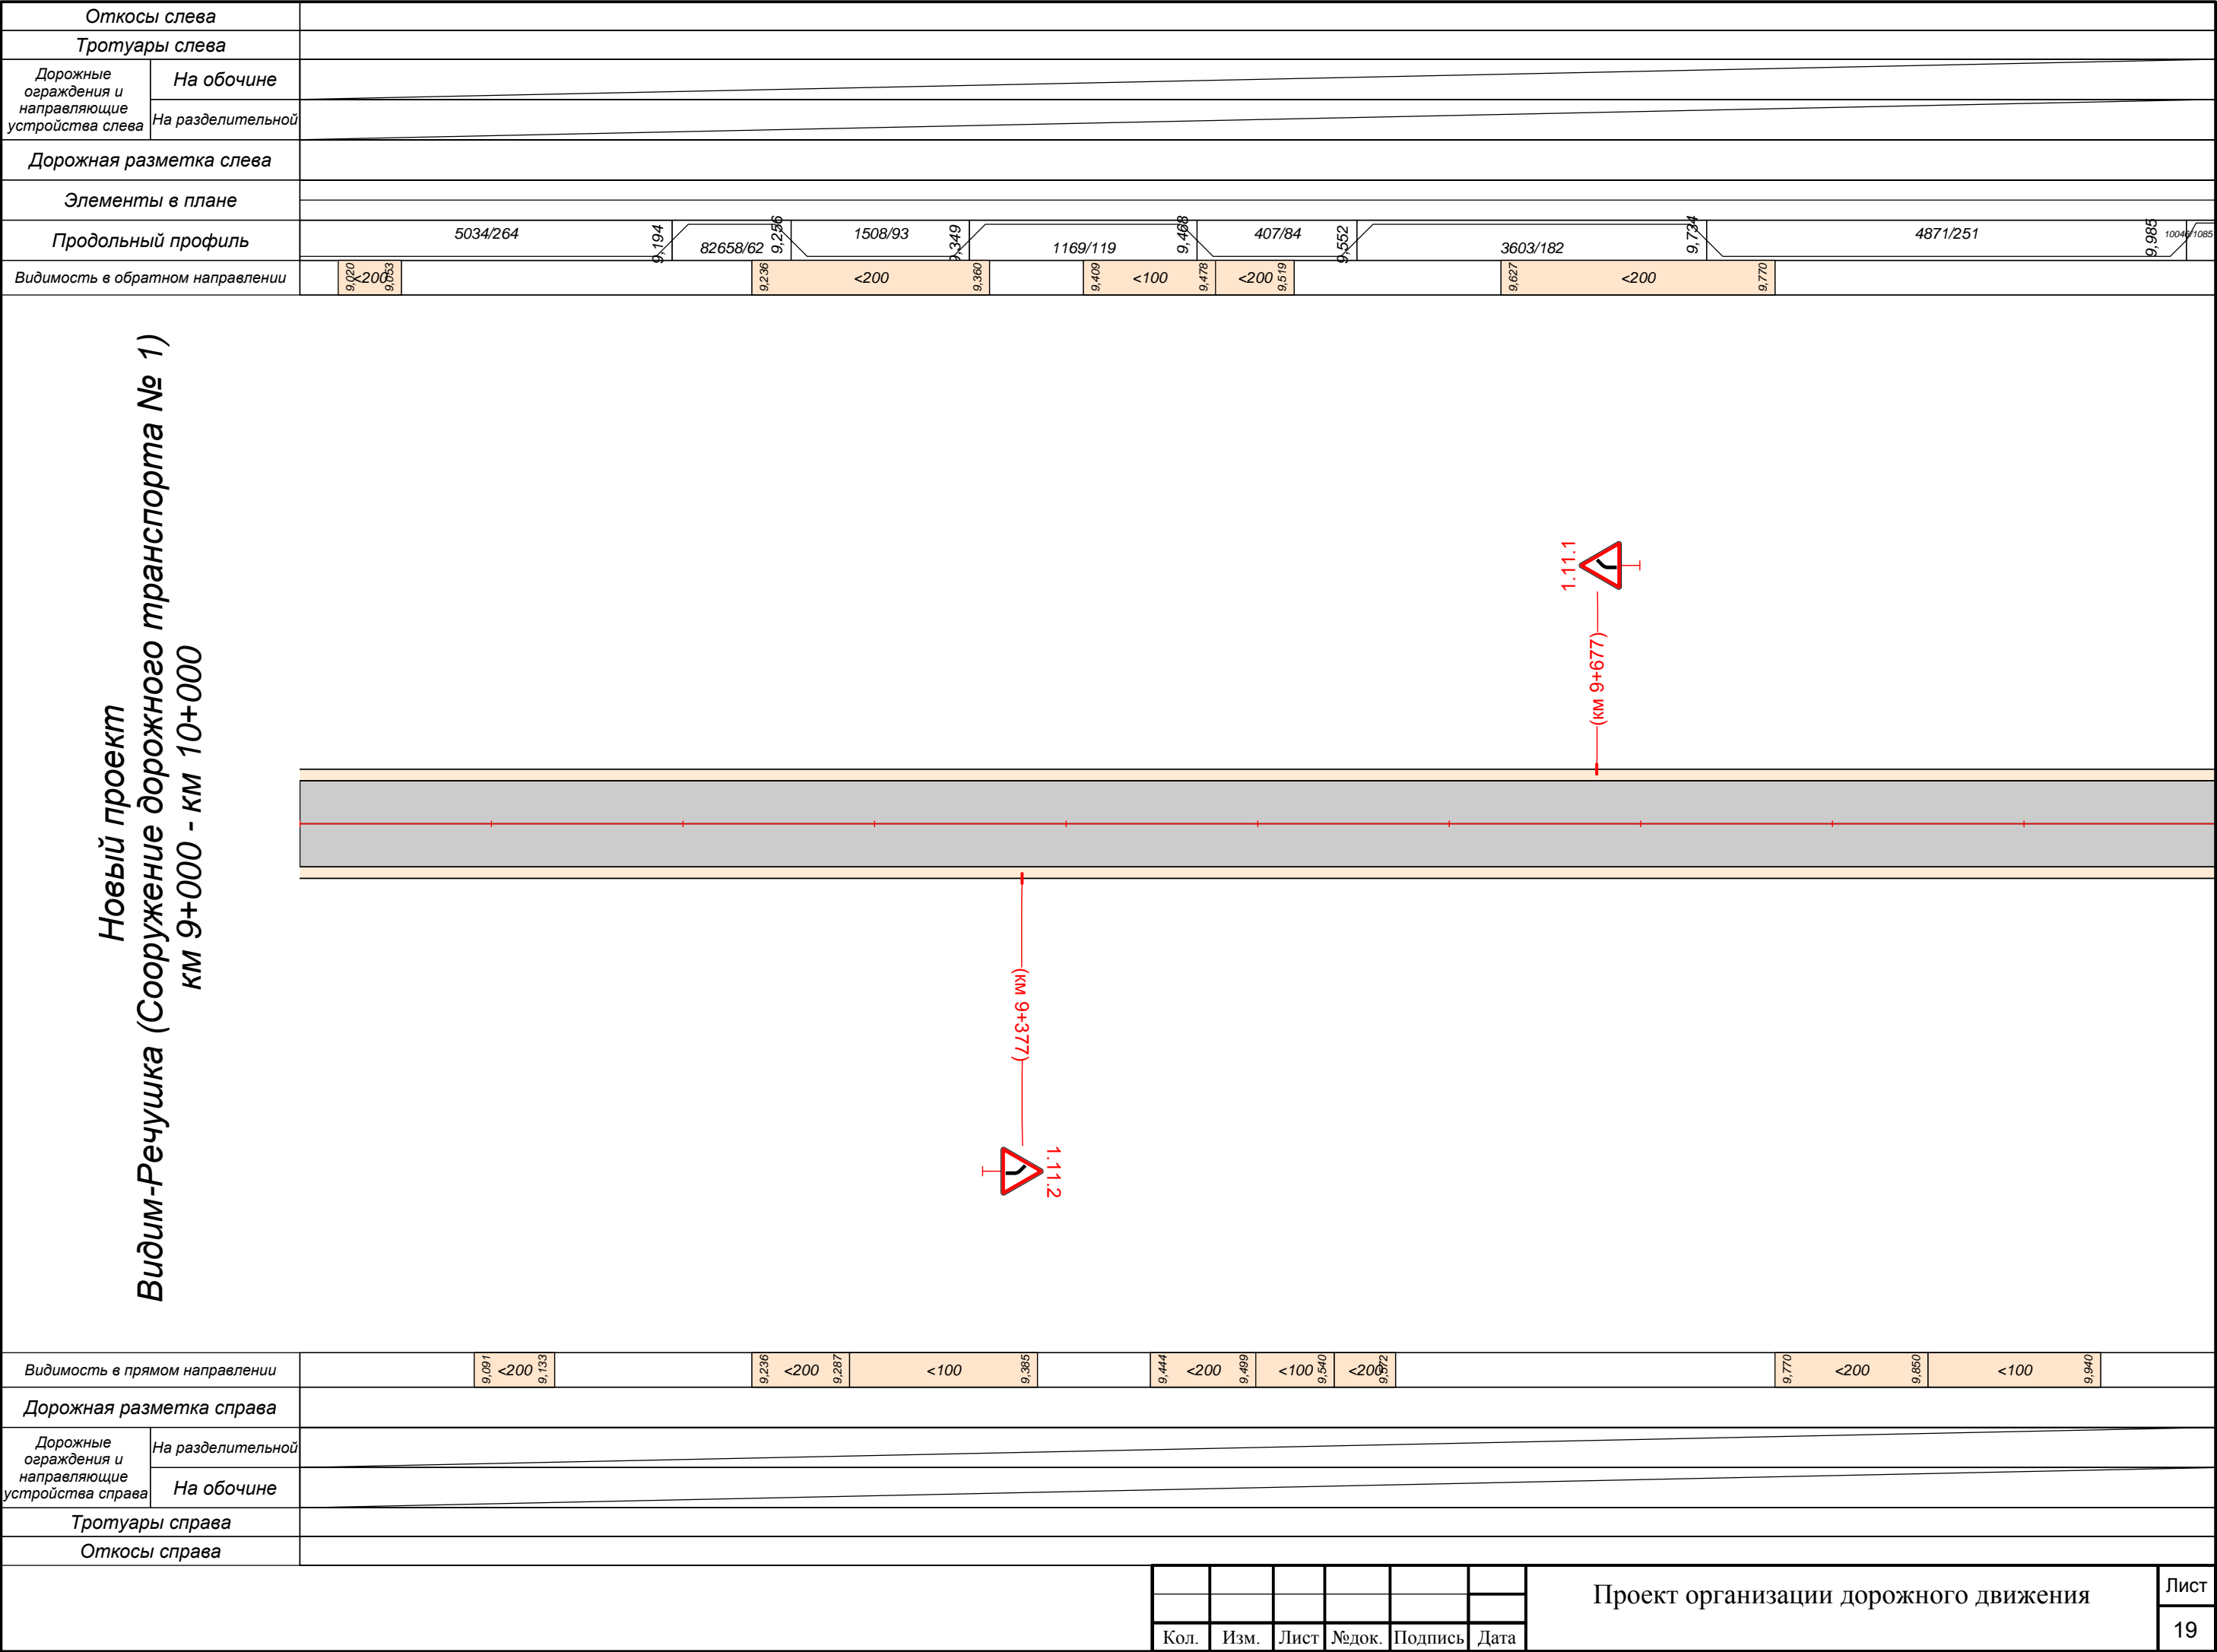 Откосы слева
Тротуары слева
Дорожные
ограждения и
направляющие
устройства слева
На обочине
На разделительной
Дорожная разметка слева
Элементы в плане
Продольный профиль
5034/264 9,194 82658/62 9,256 1508/93 9,349 1169/119 9,468 407/84 9,552 3603/182 9,734 4871/251 9,985 10046/1085
Видимость в обратном направлении
9,020 <200 9,053 9,236 <200 9,360 9,409 <100 9,478 <200 9,519 9,627 <200 9,770
Новый проект
Видим-Речушка (Сооружение дорожного транспорта № 1)
км 9+000 - км 10+000
1.11.1
(км 9+677)
(км 9+377)
1.11.2
Видимость в прямом направлении
9,091 <200 9,133 9,236 <200 9,287 <100 9,385 9,444 <200 9,499 <100 9,540 <200 9,572 9,770 <200 9,850 <100 9,940
Дорожная разметка справа
Дорожные
ограждения и
направляющие
устройства справа
На разделительной
На обочине
Тротуары справа
Откосы справа
Кол. Изм. Лист №док. Подпись Дата
Проект организации дорожного движения
Лист
19